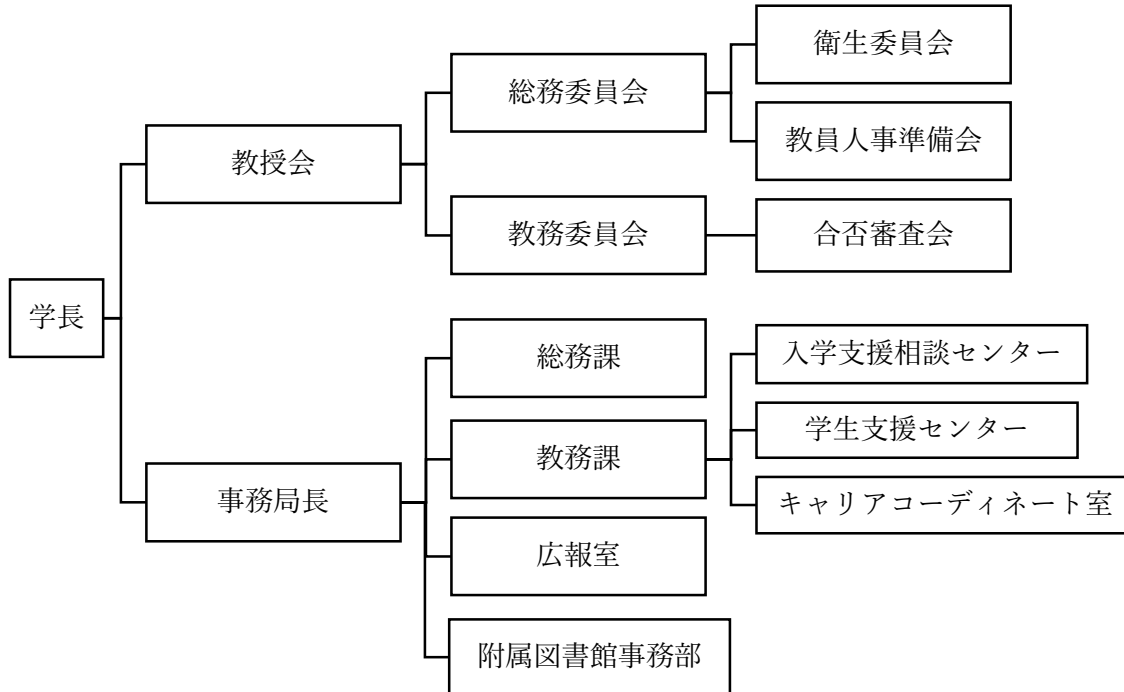 学長
教授会
総務委員会
衛生委員会
教員人事準備会
教務委員会
合否審査会
事務局長
総務課
教務課
入学支援相談センター
学生支援センター
キャリアコーディネート室
広報室
附属図書館事務部